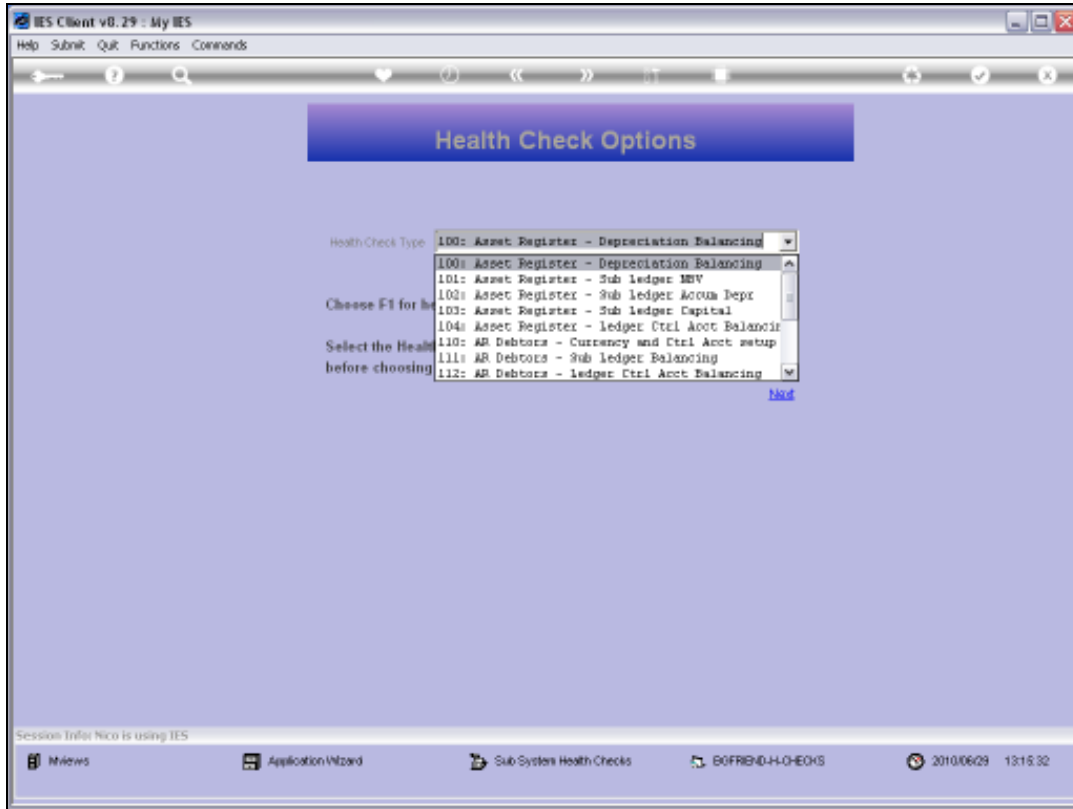 IES Client v8.29 : My IES
Help Submit Quit Functions Commands
Health Check Options
Health Check Type 100: Asset Register - Depreciation Balancing
100: Asset Register - Depreciation Balancing
101: Asset Register - Sub ledger NBV
102: Asset Register - Sub ledger Accum Depr
Choose F1 for he
103: Asset Register - Sub ledger Capital
104: Asset Register - ledger Ctrl Acct Balancin
110: AR Debtors - Currency and Ctrl Acct setup
Select the Healt
111: AR Debtors - Sub ledger Balancing
before choosing
112: AR Debtors - ledger Ctrl Acct Balancing
Next
Session Info: Nico is using IES
Mviews Application Wizard Sub System Health Checks BGFRIEND-H-CHECKS 2010/06/29 13:16:32